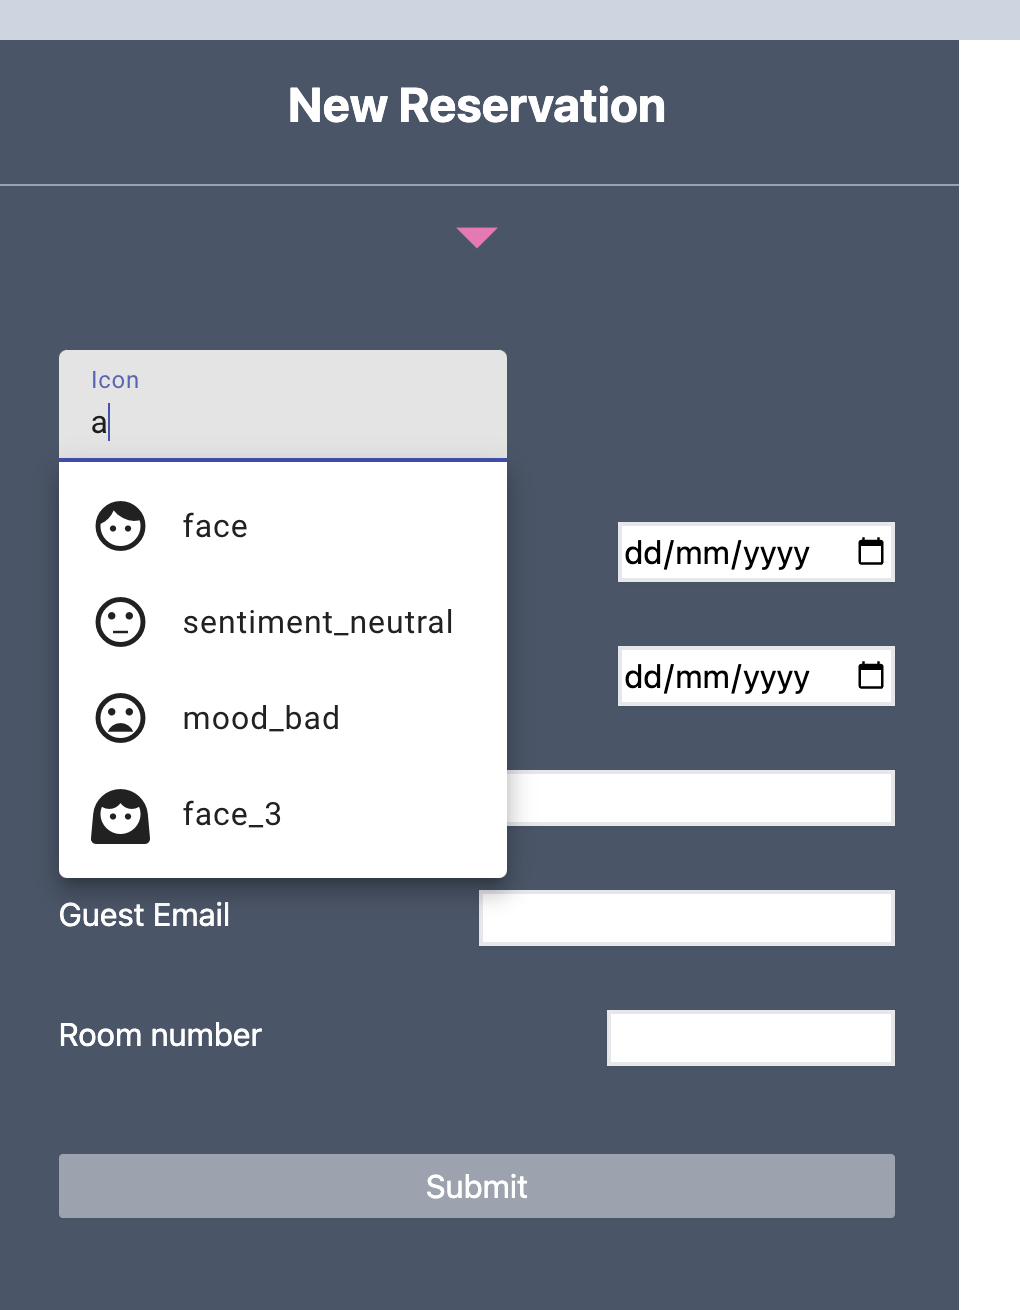 New Reservation
Icon
a
face
sentiment_neutral
mood_bad
face_3
dd/mm/yyyy
dd/mm/yyyy
Guest Email
Room number
Submit